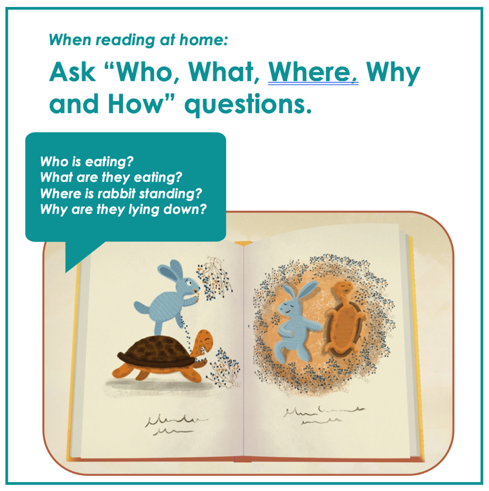 When reading at home:
Ask “Who, What, Where, Why
and How” questions.
Who is eating?
What are they eating?
Where is rabbit standing?
Why are they lying down?